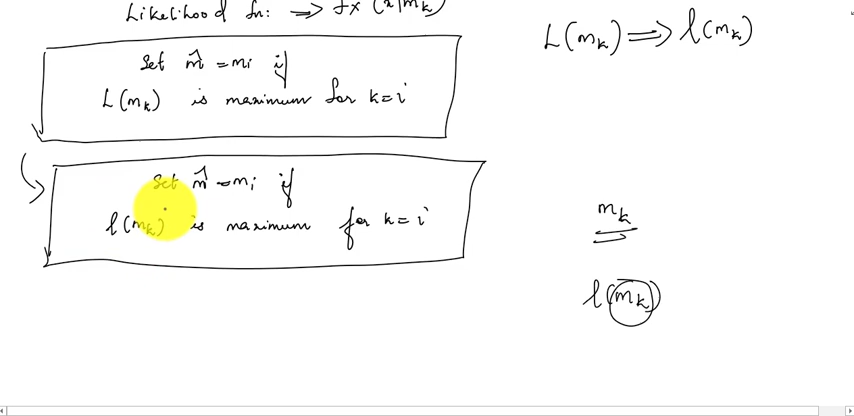 Likelihood fn: ⇒ fx (x|mk)
L(mk) ⟹ l(mk)
Set m̂ = mi if
L(mk) is maximum for k=i
Set m̂ = mi if
l(mk) is maximum for k=i
mk
l(mk)